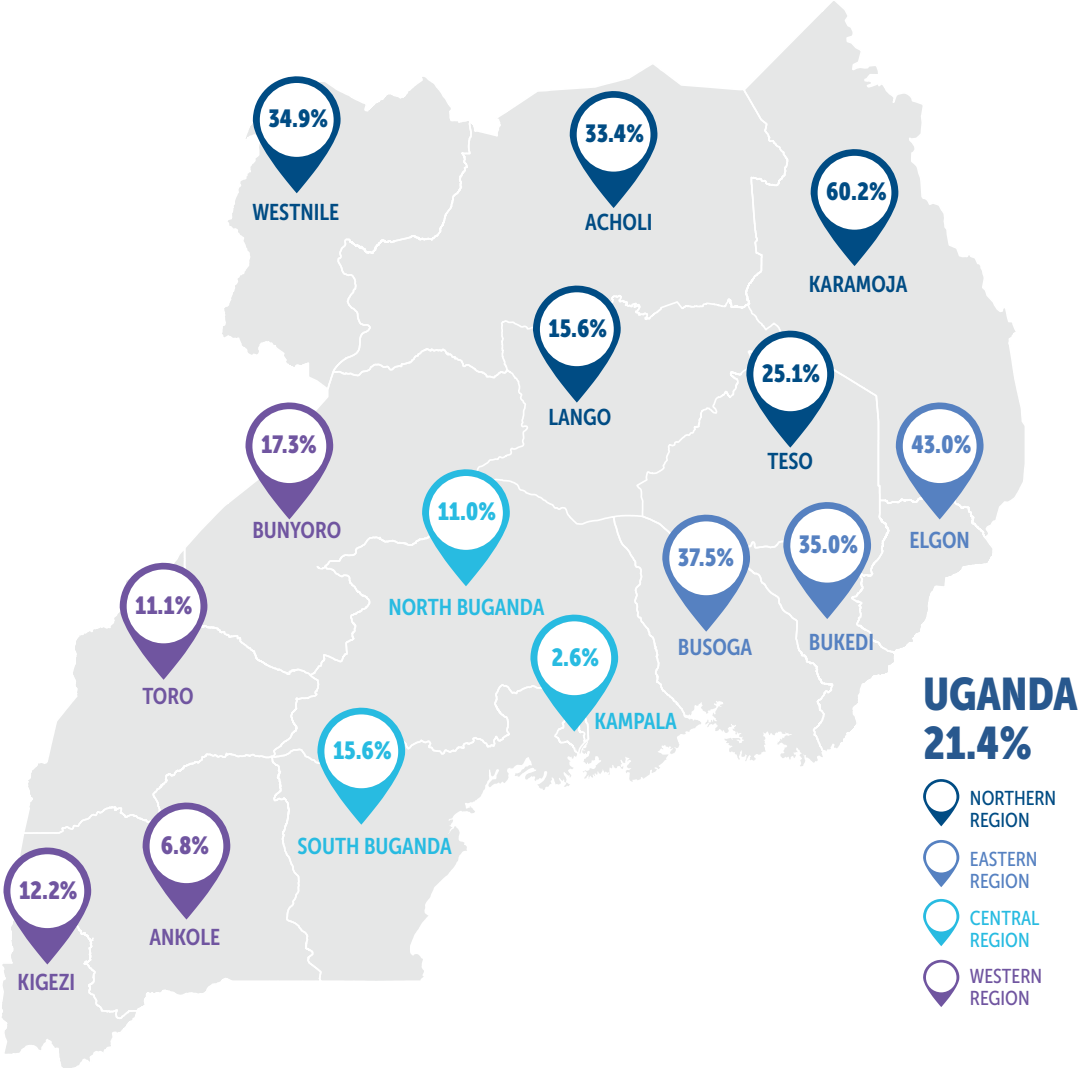 34.9%
WESTNILE
33.4%
ACHOLI
60.2%
KARAMOJA
15.6%
LANGO
25.1%
TESO
17.3%
BUNYORO
43.0%
ELGON
11.0%
NORTH BUGANDA
37.5%
BUSOGA
35.0%
BUKEDI
11.1%
TORO
2.6%
KAMPALA
15.6%
SOUTH BUGANDA
6.8%
ANKOLE
12.2%
KIGEZI
UGANDA
21.4%
NORTHERN
REGION
EASTERN
REGION
CENTRAL
REGION
WESTERN
REGION